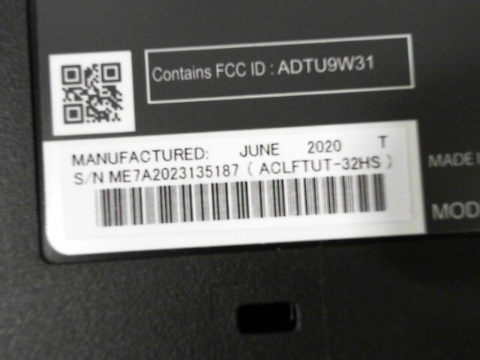 Contains FCC ID : ADTU9W31
MANUFACTURED: JUNE 2020 T
S/N ME7A2023135187 ( ACLFTUT-32HS )
MADE
MOD